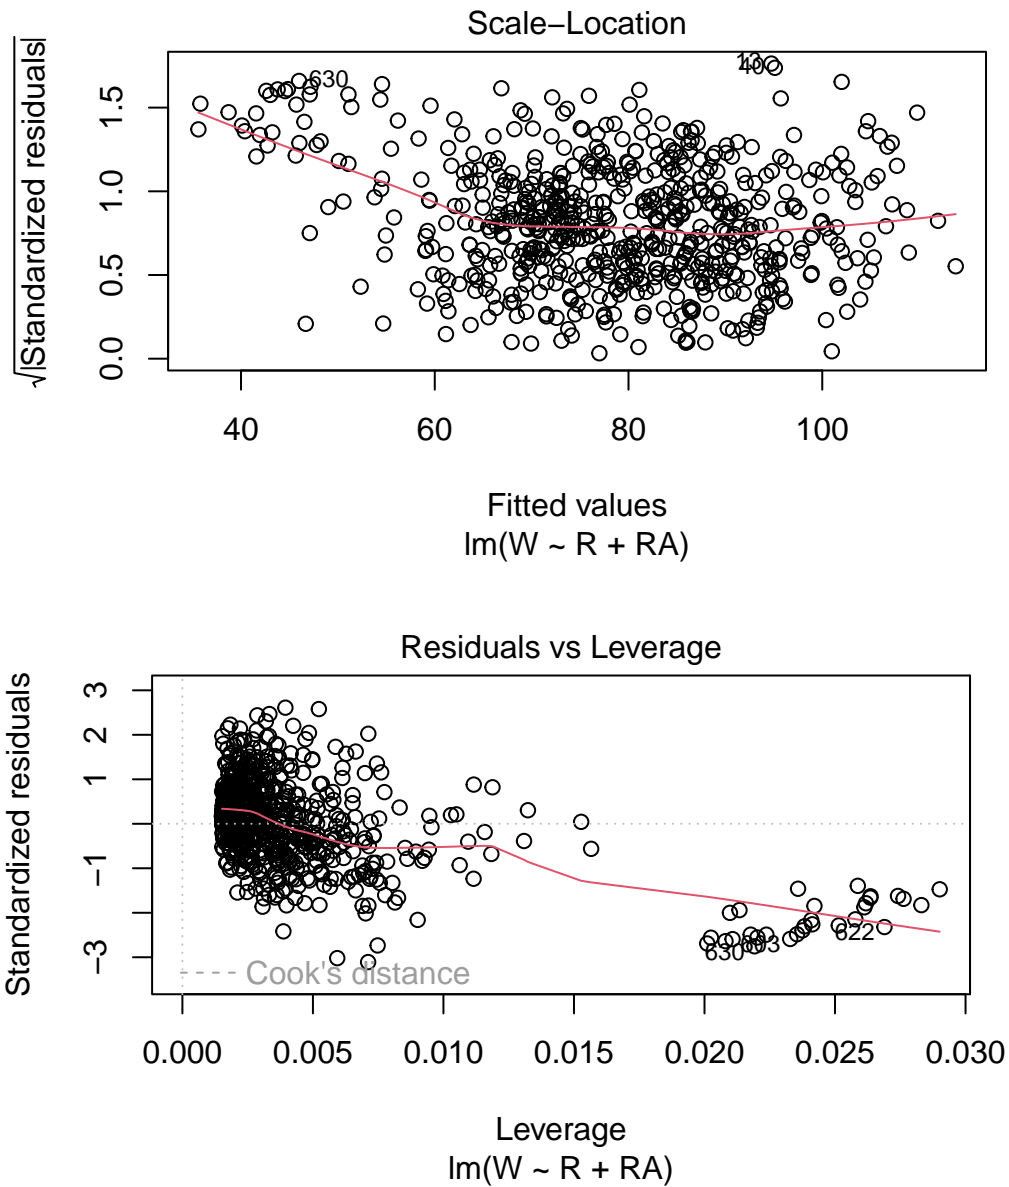 Scale−Location
√|Standardized residuals|
0.0 0.5 1.0 1.5
630
40
40 60 80 100
Fitted values
lm(W ~ R + RA)
Residuals vs Leverage
Standardized residuals
−3 −1 1 2 3
622
630
Cook's distance
0.000 0.005 0.010 0.015 0.020 0.025 0.030
Leverage
lm(W ~ R + RA)